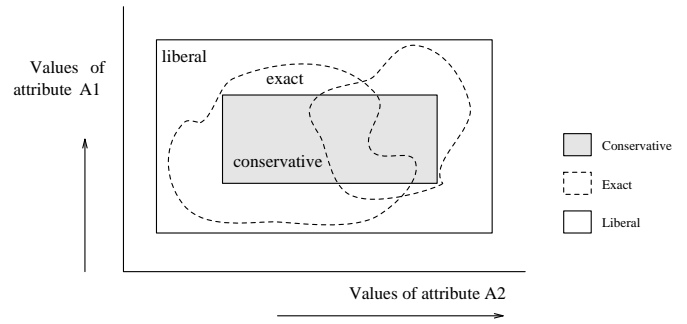 liberal
exact
conservative
Values of
attribute A1
Conservative
Exact
Liberal
Values of attribute A2